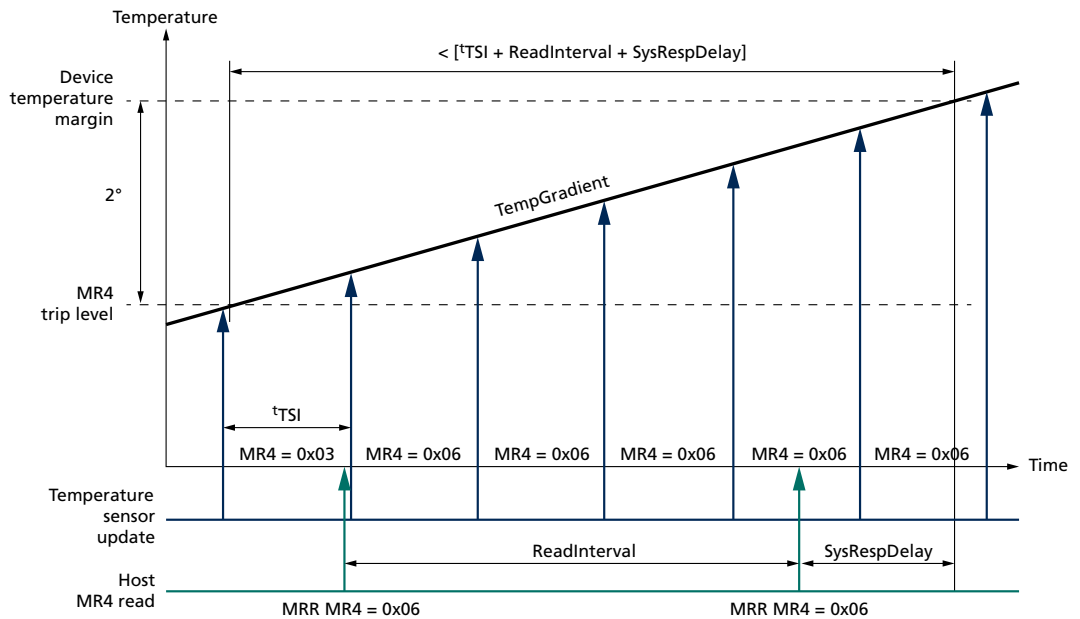 Temperature
< [tTSI + ReadInterval + SysRespDelay]
Device
temperature
margin
TempGradient
2°
MR4
trip level
tTSI
MR4 = 0x03 MR4 = 0x06 MR4 = 0x06 MR4 = 0x06 MR4 = 0x06 MR4 = 0x06
Time
Temperature
sensor
update
ReadInterval SysRespDelay
Host
MR4 read
MRR MR4 = 0x06 MRR MR4 = 0x06